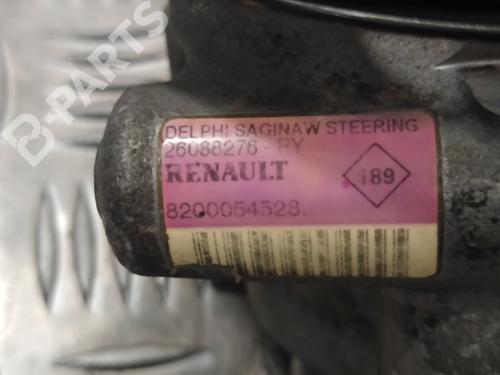 B-PARTS
DELPHI SAGINAW STEERING
26088276-PY
RENAULT
189
8200054528.